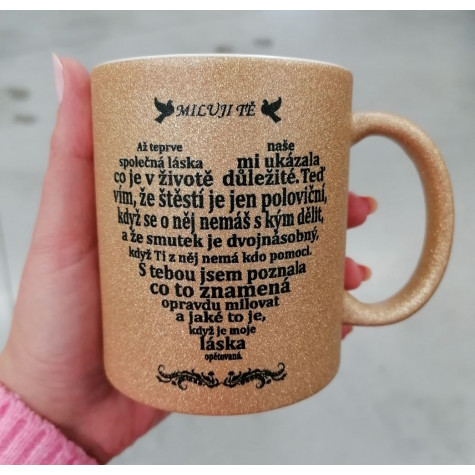 MILUJI TĚ
Až teprve naše
společná láska mi ukázala
co je v životě důležité. Teď
vím, že štěstí je jen poloviční,
když se o něj nemáš s kým dělit,
a že smutek je dvojnásobný,
když Ti z něj nemá kdo pomoci.
S tebou jsem poznala
co to znamená
opravdu milovat
a jaké to je,
když je moje
láska
opětovaná.